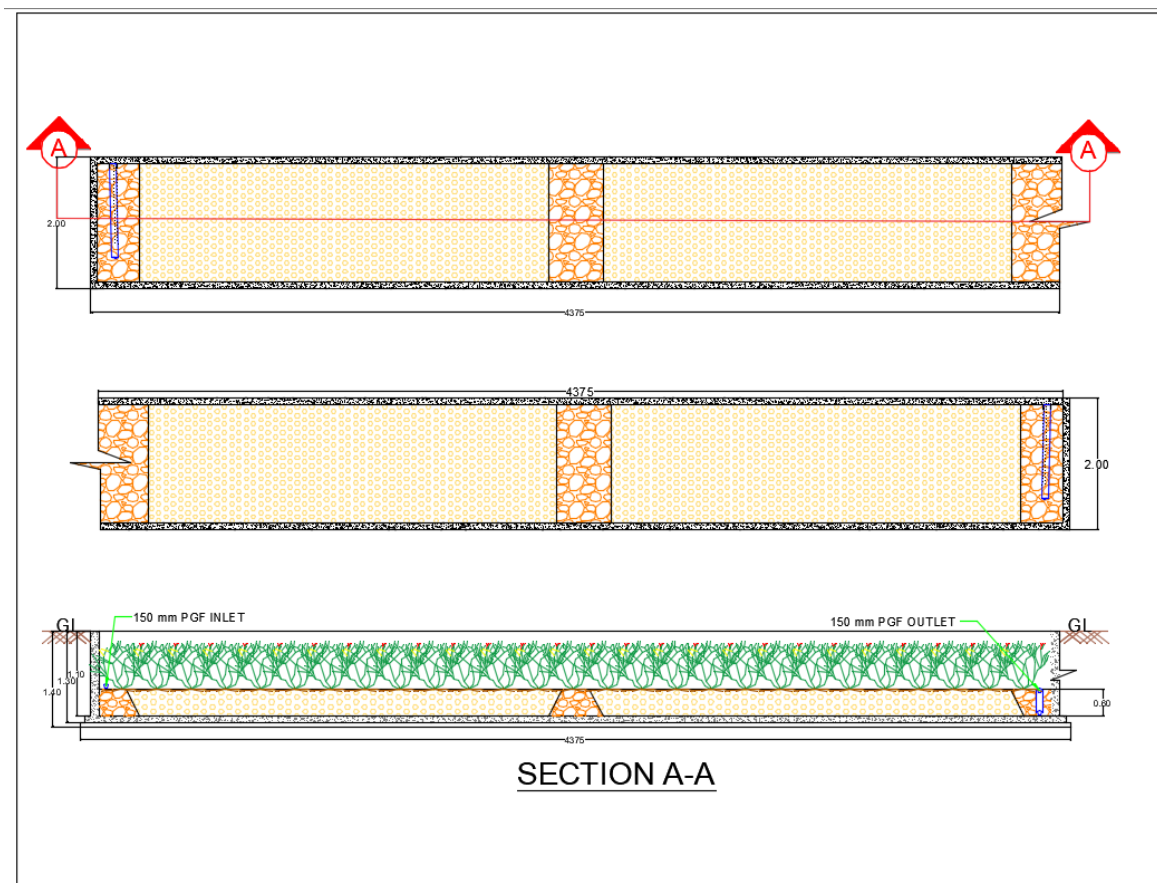 A
A
2.00
4375
4375
2.00
GL
150 mm PGF INLET
150 mm PGF OUTLET
GL
1.10
1.30
1.40
0.60
4375
SECTION A-A